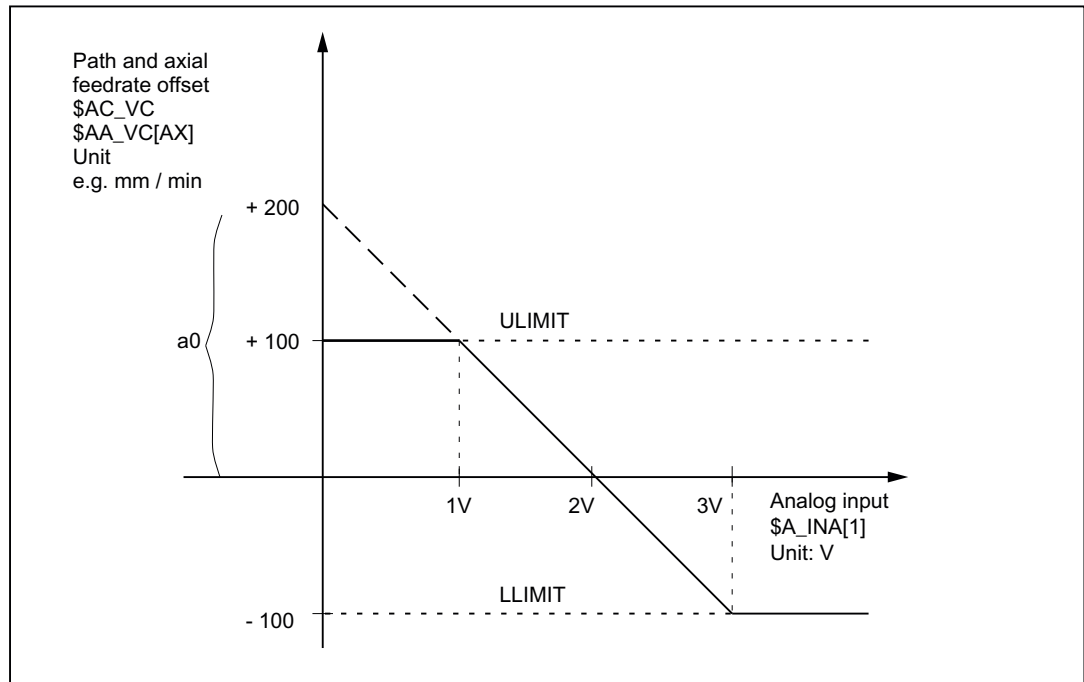 Path and axial
feedrate offset
$AC_VC
$AA_VC[AX]
Unit
e.g. mm / min
+ 200
a0
+ 100
ULIMIT
1V
2V
3V
Analog input
$A_INA[1]
Unit: V
LLIMIT
- 100